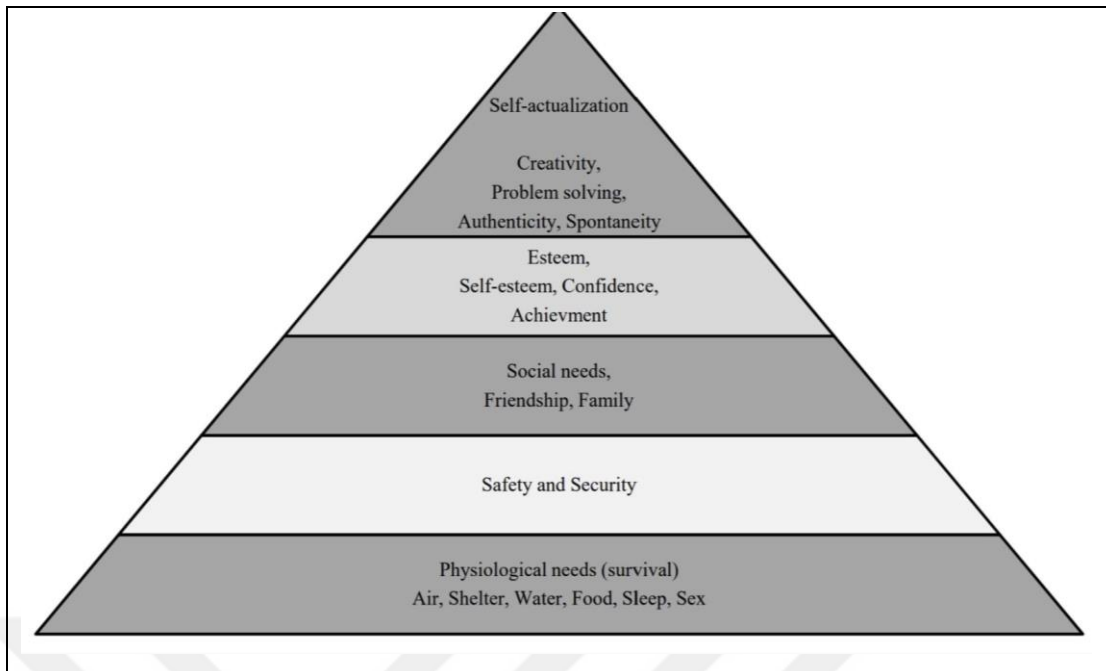 Self-actualization
Creativity,
Problem solving,
Authenticity, Spontaneity
Esteem,
Self-esteem, Confidence,
Achievment
Social needs,
Friendship, Family
Safety and Security
Physiological needs (survival)
Air, Shelter, Water, Food, Sleep, Sex